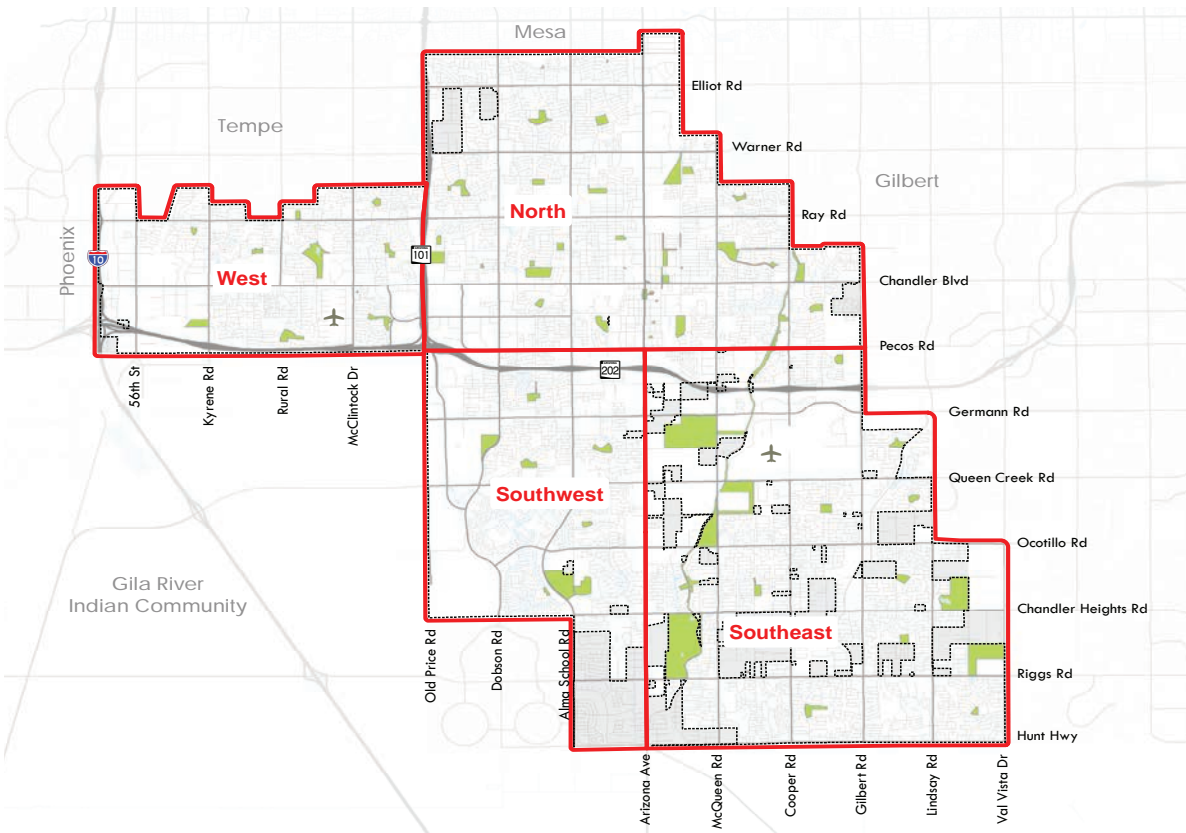 Mesa
Elliot Rd
Tempe
Warner Rd
Gilbert
North
Ray Rd
Phoenix
10
101
West
Chandler Blvd
Pecos Rd
202
56th St
Kyrene Rd
Rural Rd
McClintock Dr
Germann Rd
Queen Creek Rd
Southwest
Ocotillo Rd
Gila River
Indian Community
Chandler Heights Rd
Southeast
Old Price Rd
Dobson Rd
Alma School Rd
Riggs Rd
Hunt Hwy
Arizona Ave
McQueen Rd
Cooper Rd
Gilbert Rd
Lindsay Rd
Val Vista Dr